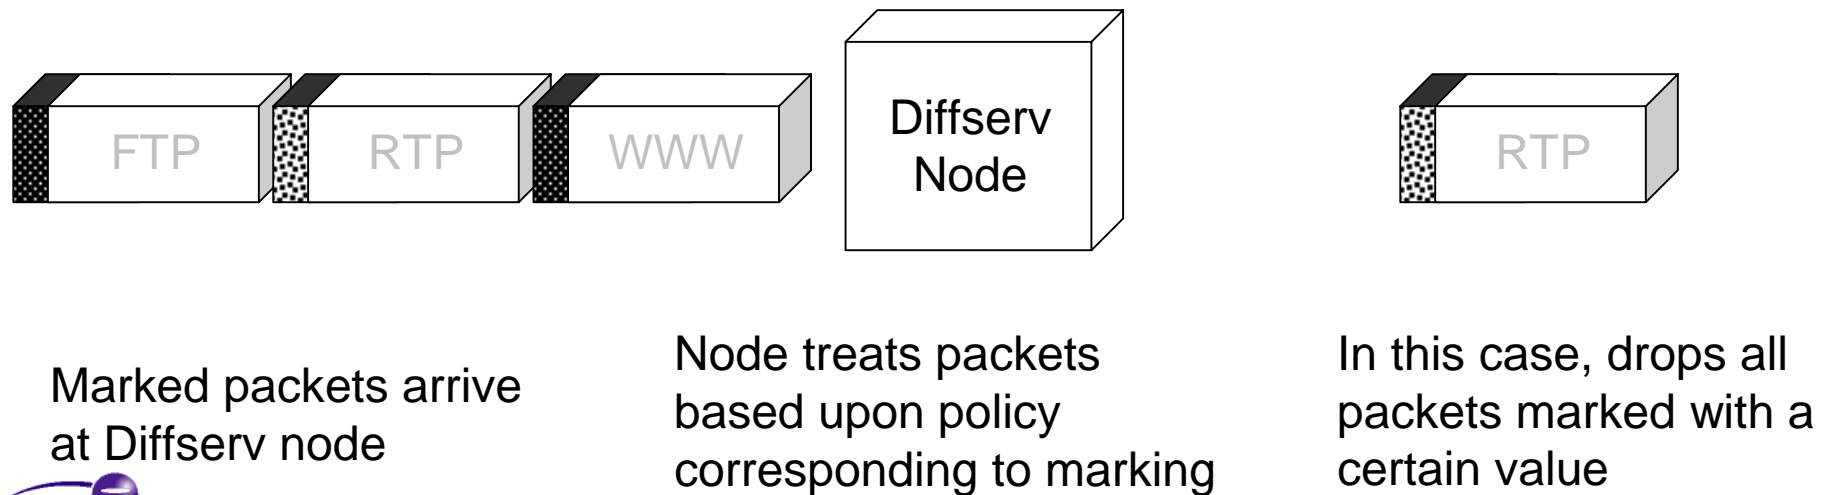 FTP
RTP
WWW
Diffserv
Node
RTP
Marked packets arrive
at Diffserv node
Node treats packets
based upon policy
corresponding to marking
In this case, drops all
packets marked with a
certain value